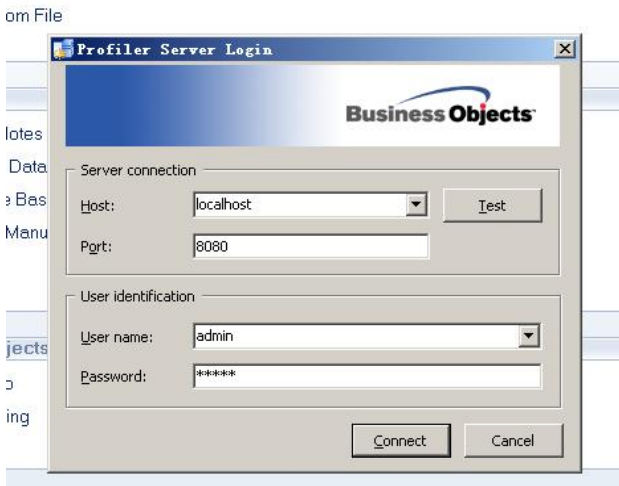 om File
Profiler Server Login
Business Objects
Notes
Data
Server connection
Host:
localhost
Test
e Bas
Manu
Port:
8080
User identification
User name:
admin
jects
Password:
*****
o
ing
Connect
Cancel